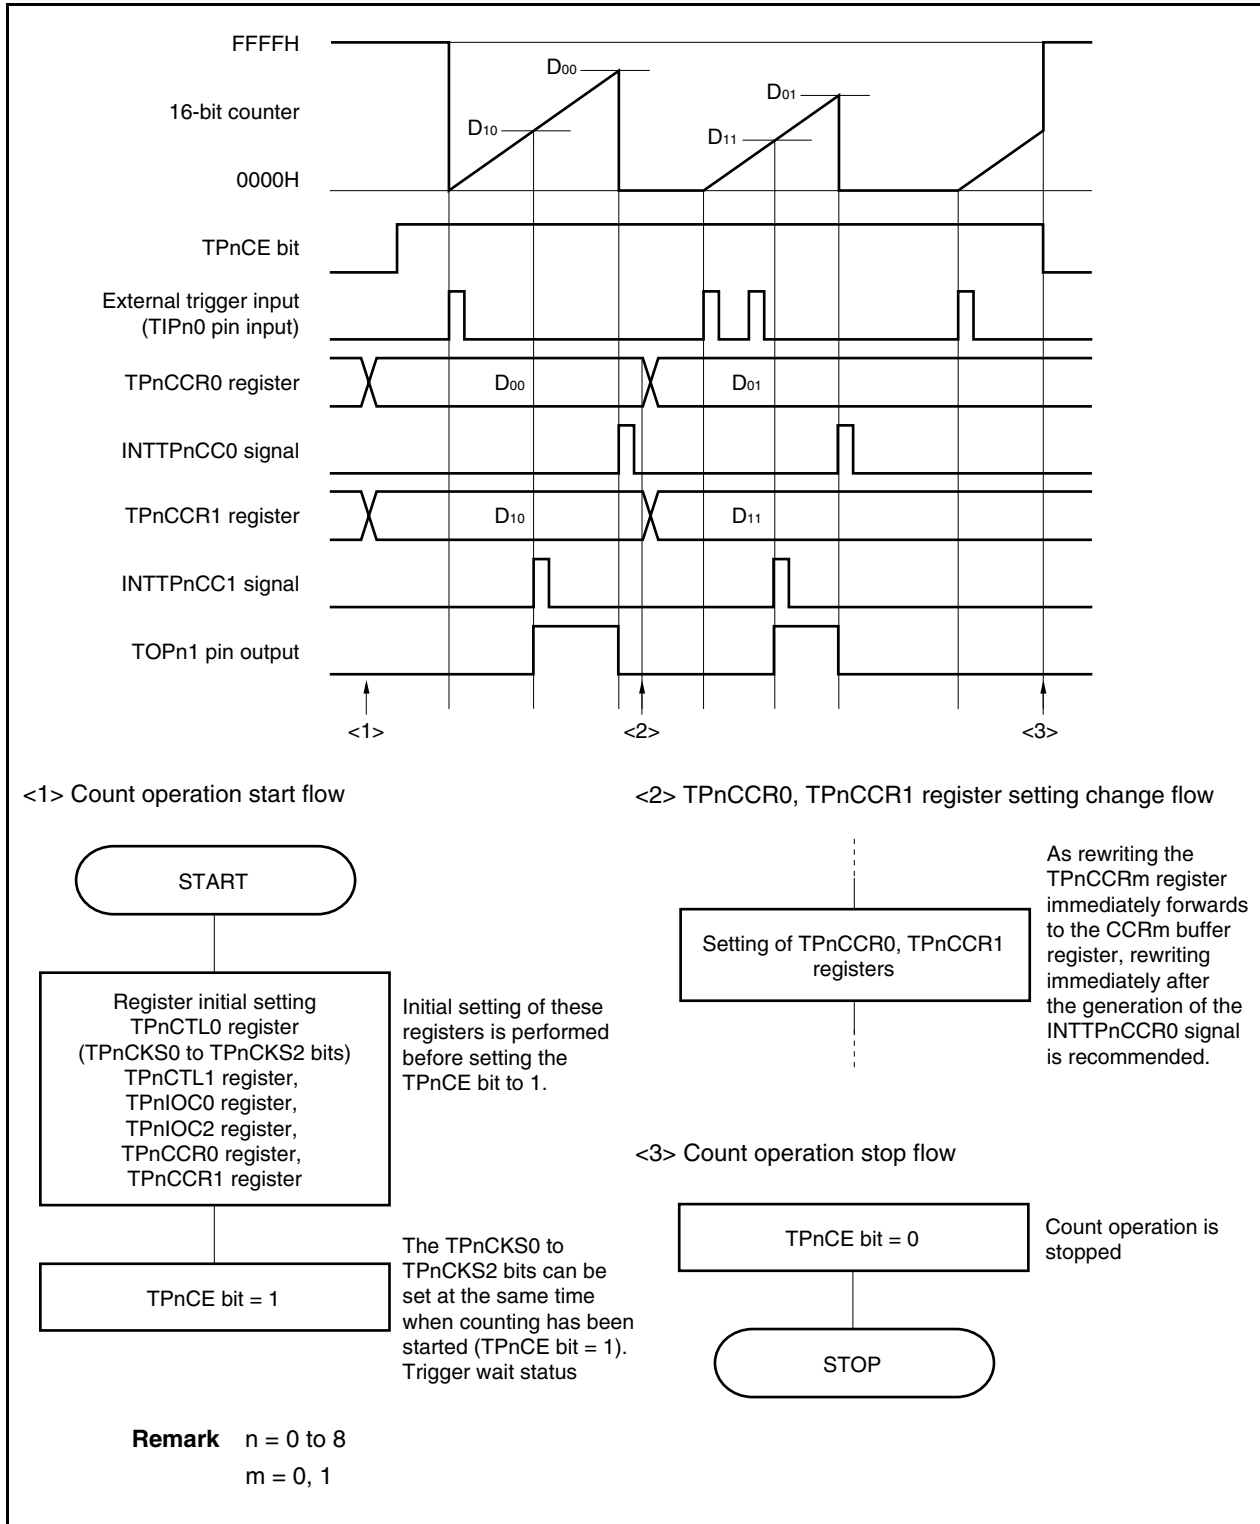 FFFFH
D00
D01
16-bit counter
D10
D11
0000H
TPnCE bit
External trigger input
(TIPn0 pin input)
TPnCCR0 register
D00
D01
INTTPnCC0 signal
TPnCCR1 register
D10
D11
INTTPnCC1 signal
TOPn1 pin output
<1>
<2>
<3>
<1> Count operation start flow
START
Register initial setting
TPnCTL0 register
(TPnCKS0 to TPnCKS2 bits)
TPnCTL1 register,
TPnIOC0 register,
TPnIOC2 register,
TPnCCR0 register,
TPnCCR1 register
Initial setting of these
registers is performed
before setting the
TPnCE bit to 1.
TPnCE bit = 1
The TPnCKS0 to
TPnCKS2 bits can be
set at the same time
when counting has been
started (TPnCE bit = 1).
Trigger wait status
<2> TPnCCR0, TPnCCR1 register setting change flow
Setting of TPnCCR0, TPnCCR1
registers
As rewriting the
TPnCCRm register
immediately forwards
to the CCRm buffer
register, rewriting
immediately after
the generation of the
INTTPnCCR0 signal
is recommended.
<3> Count operation stop flow
TPnCE bit = 0
Count operation is
stopped
STOP
Remark n = 0 to 8
m = 0, 1